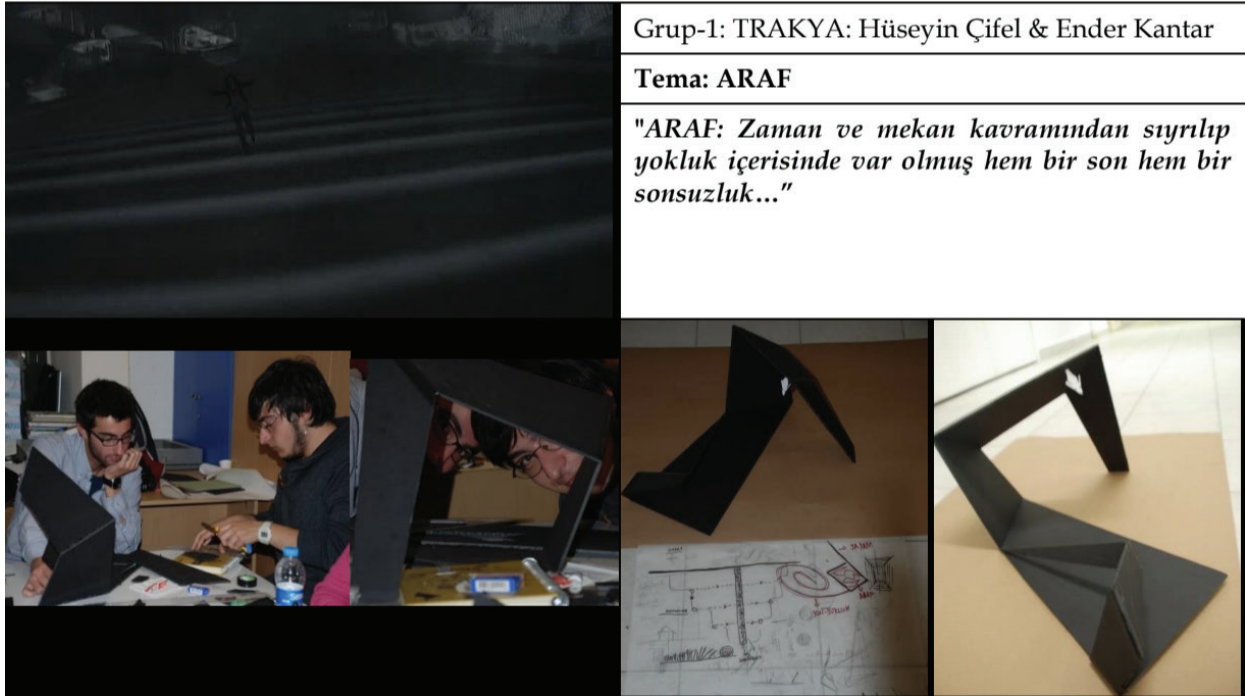 Grup-1: TRAKYA: Hüseyin Çifel & Ender Kantar
Tema: ARAF
"ARAF: Zaman ve mekan kavramından sıyrılıp
yokluk içerisinde var olmuş hem bir son hem bir
sonsuzluk...”